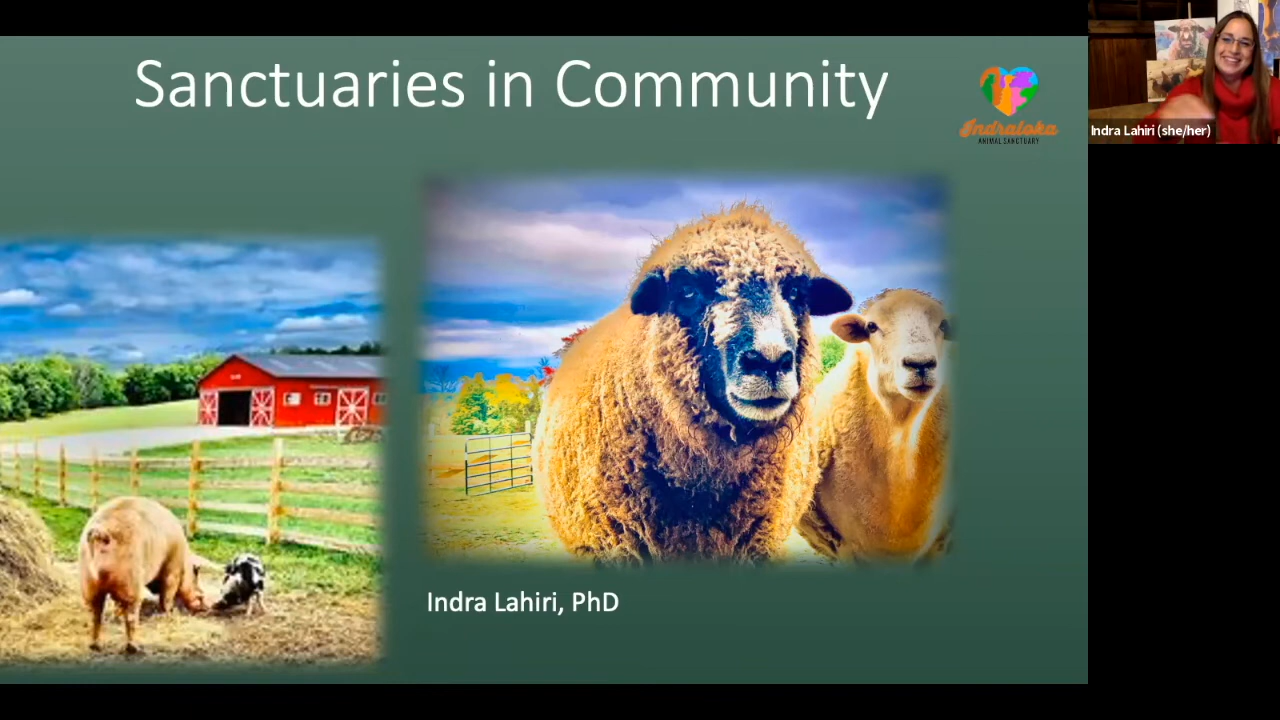 Sanctuaries in Community
Indraloka
ANIMAL SANCTUARY
Indra Lahiri (she/her)
Indra Lahiri, PhD